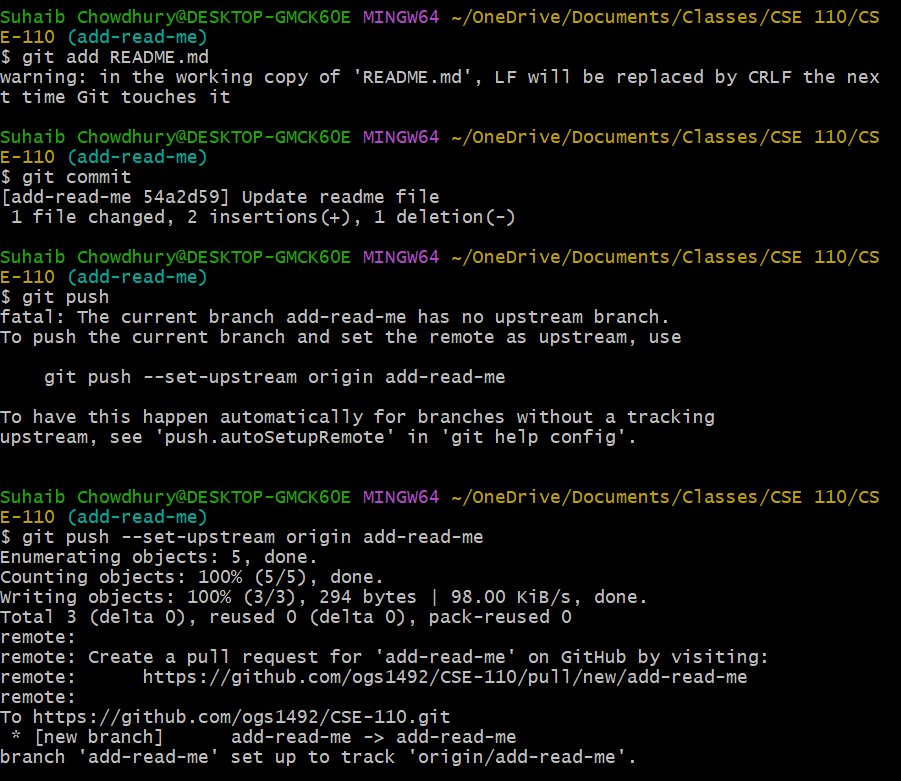 Suhaib Chowdhury@DESKTOP-GMCK6OE MINGW64 ~/OneDrive/Documents/Classes/CSE 110/CS
E-110 (add-read-me)
$ git add README.md
warning: in the working copy of 'README.md', LF will be replaced by CRLF the nex
t time Git touches it
Suhaib Chowdhury@DESKTOP-GMCK6OE MINGW64 ~/OneDrive/Documents/Classes/CSE 110/CS
E-110 (add-read-me)
$ git commit
[add-read-me 54a2d59] Update readme file
 1 file changed, 2 insertions(+), 1 deletion(-)
Suhaib Chowdhury@DESKTOP-GMCK6OE MINGW64 ~/OneDrive/Documents/Classes/CSE 110/CS
E-110 (add-read-me)
$ git push
fatal: The current branch add-read-me has no upstream branch.
To push the current branch and set the remote as upstream, use
    git push --set-upstream origin add-read-me
To have this happen automatically for branches without a tracking
upstream, see 'push.autoSetupRemote' in 'git help config'.
Suhaib Chowdhury@DESKTOP-GMCK6OE MINGW64 ~/OneDrive/Documents/Classes/CSE 110/CS
E-110 (add-read-me)
$ git push --set-upstream origin add-read-me
Enumerating objects: 5, done.
Counting objects: 100% (5/5), done.
Writing objects: 100% (3/3), 294 bytes | 98.00 KiB/s, done.
Total 3 (delta 0), reused 0 (delta 0), pack-reused 0
remote:
remote: Create a pull request for 'add-read-me' on GitHub by visiting:
remote:      https://github.com/ogs1492/CSE-110/pull/new/add-read-me
remote:
To https://github.com/ogs1492/CSE-110.git
 * [new branch]      add-read-me -> add-read-me
branch 'add-read-me' set up to track 'origin/add-read-me'.